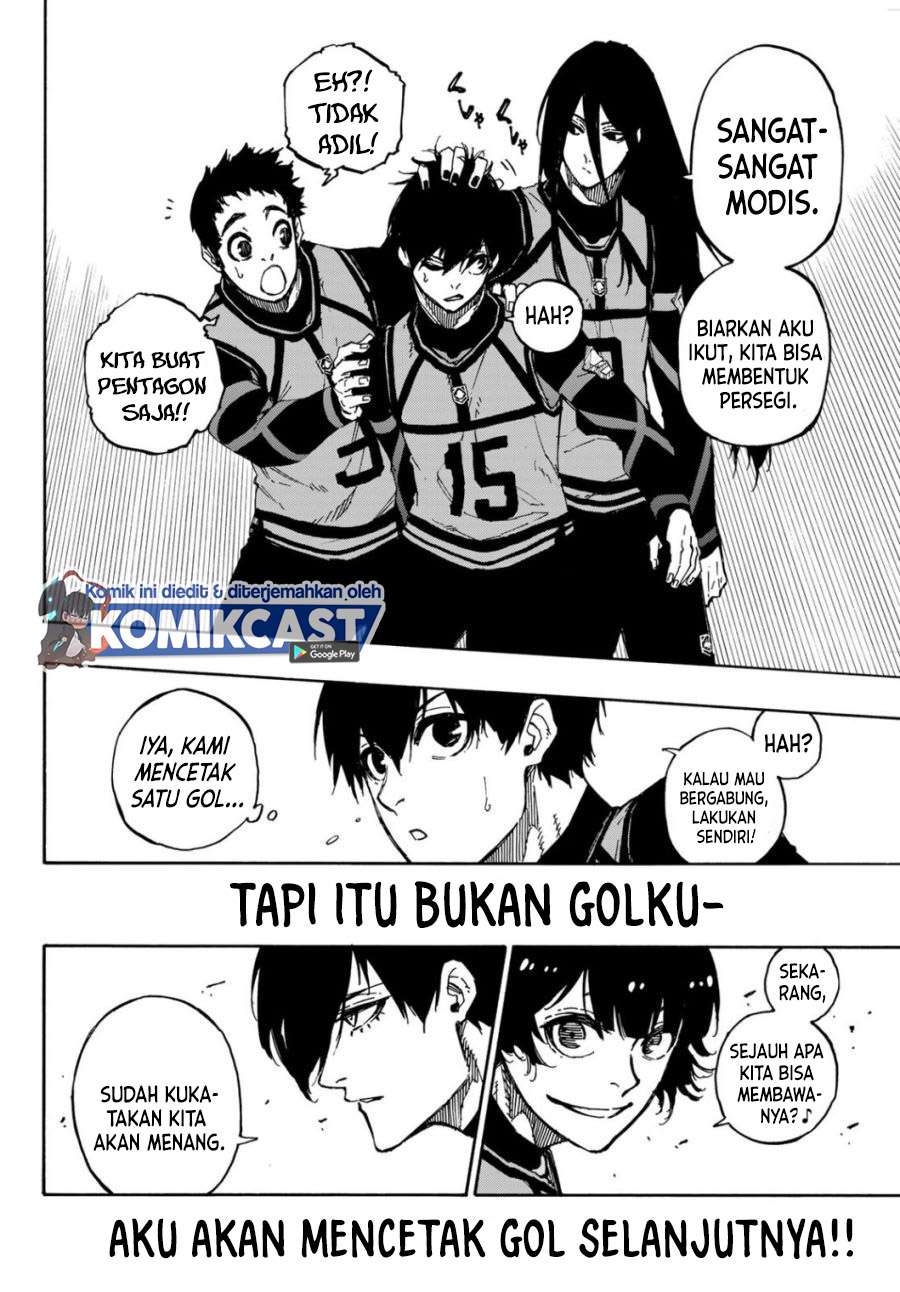 SANGAT-
SANGAT
MODIS.
BIARKAN AKU
IKUT, KITA BISA
MEMBENTUK
PERSEGI.
EH?!
TIDAK
ADIL!
HAH?
KITA BUAT
PENTAGON
SAJA!!
Komik ini diedit & diterjemahkan oleh
KOMIKCAST
GET IT ON
Google Play
HAH?
KALAU MAU
BERGABUNG,
LAKUKAN
SENDIRI!
IYA, KAMI
MENCETAK
SATU GOL...
TAPI ITU BUKAN GOLKU-
SEKA-
RANG,
SEJAUH APA
KITA BISA
MEMBAWA-
NYA?♪
SUDAH KUKA-
TAKAN KITA
AKAN MENANG.
AKU AKAN MENCETAK GOL SELANJUTNYA!!
15